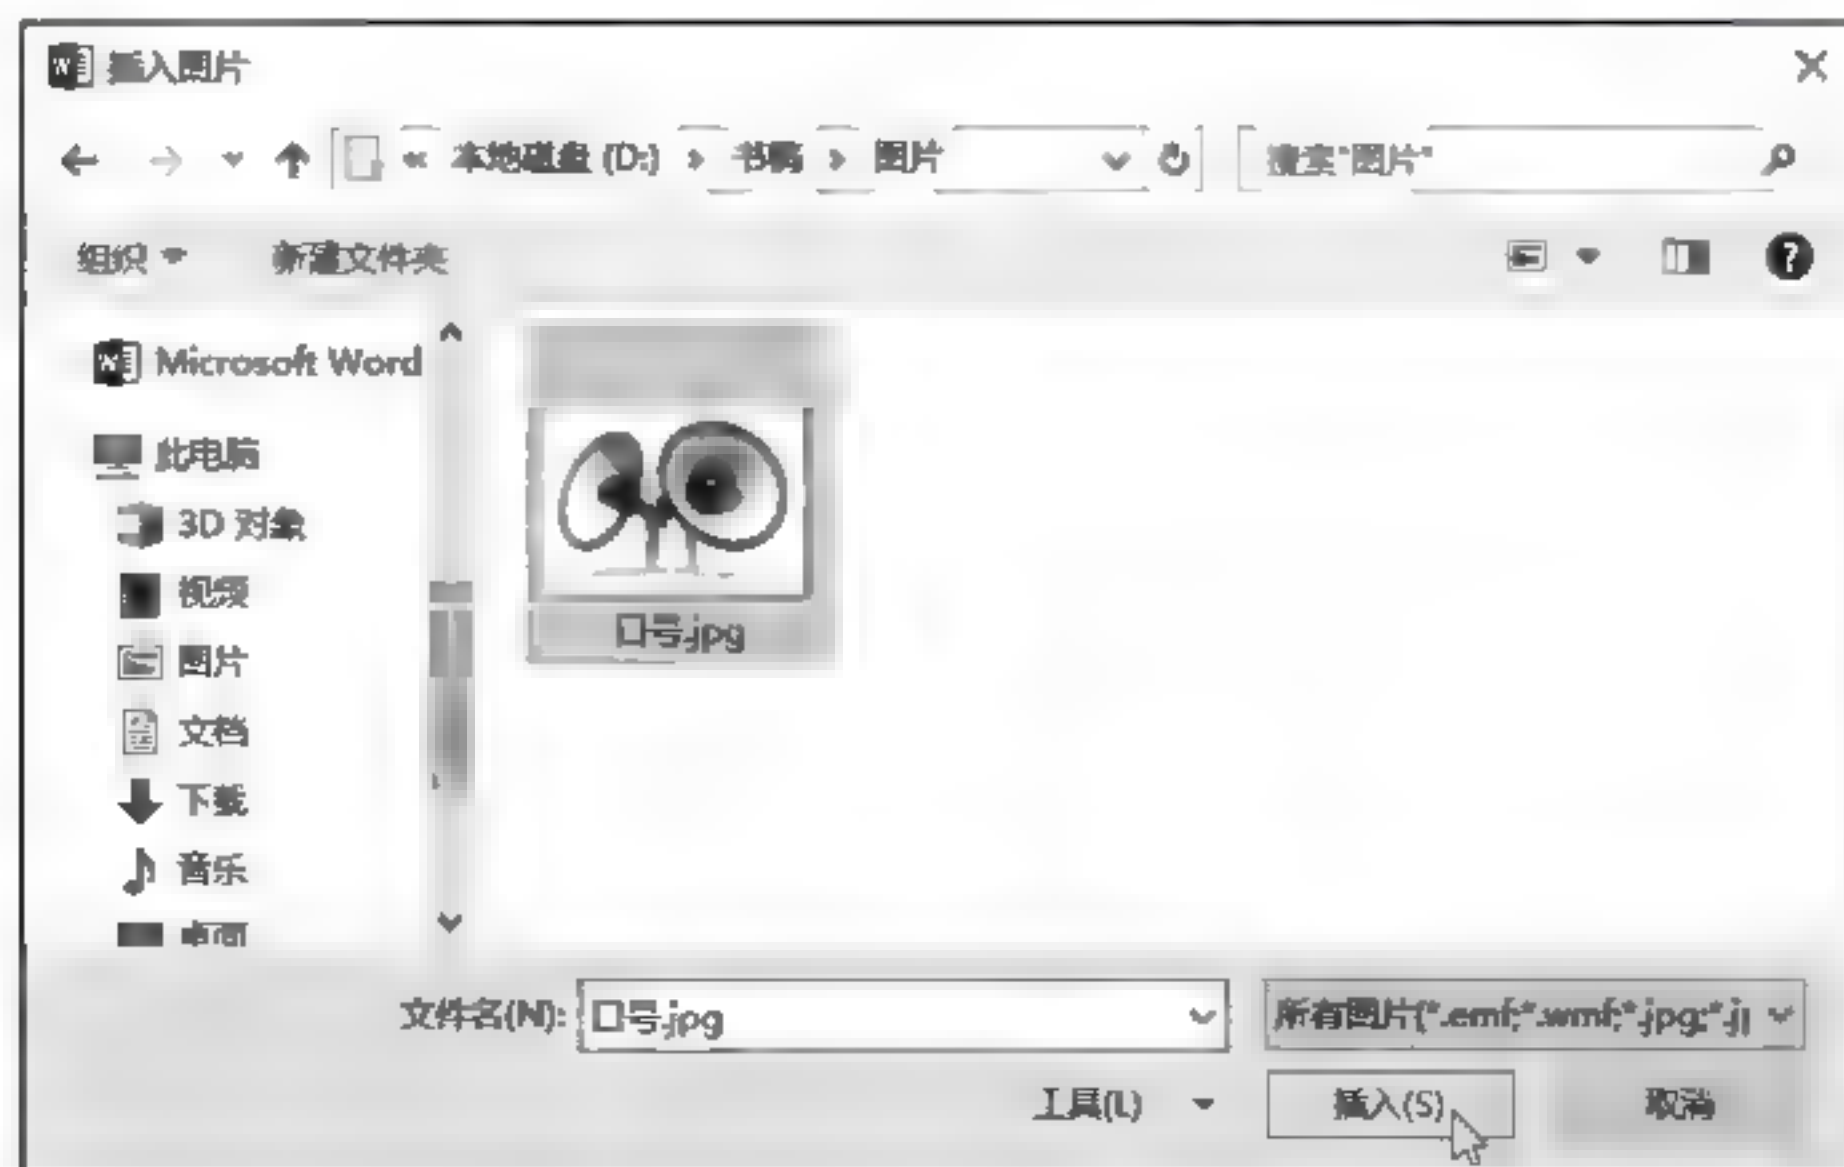 插入图片
« 本地磁盘 (D:) › 书稿 › 图片
搜索"图片"
组织
新建文件夹
Microsoft Word
此电脑
3D 对象
视频
图片
文档
下载
音乐
桌面
口号.jpg
文件名(N): 口号.jpg
所有图片(*.emf;*.wmf;*.jpg;*.j
工具(L)
插入(S)
取消